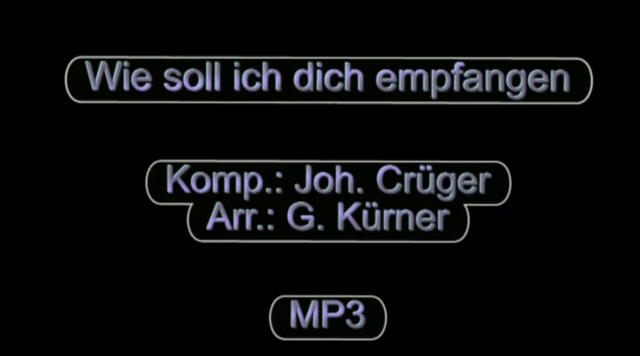 Wie soll ich dich empfangen
Komp.: Joh. Crüger
Arr.: G. Kürner
MP3